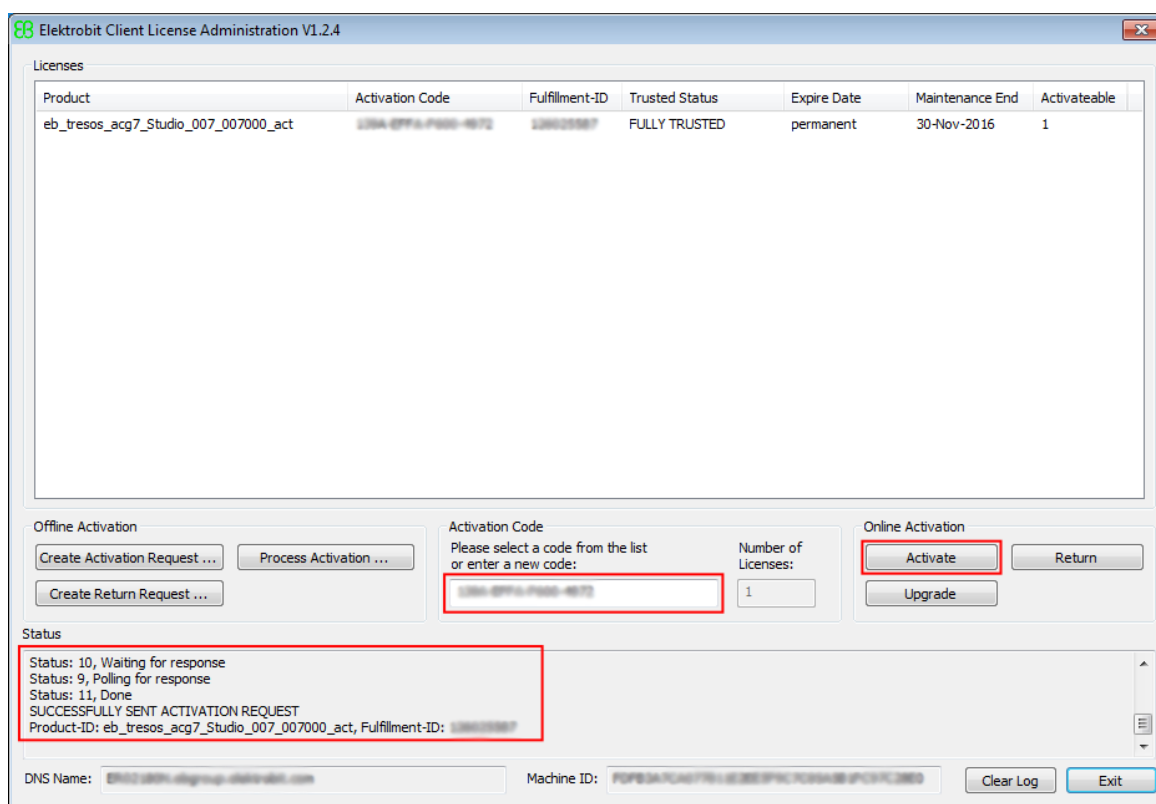 EB Elektrobit Client License Administration V1.2.4
Licenses
Product Activation Code Fulfillment-ID Trusted Status Expire Date Maintenance End Activateable
eb_tresos_acg7_Studio_007_007000_act FULLY TRUSTED permanent 30-Nov-2016 1
Offline Activation
Create Activation Request ... Process Activation ...
Create Return Request ...
Activation Code
Please select a code from the list
or enter a new code:
Number of
Licenses:
1
Online Activation
Activate Return
Upgrade
Status
Status: 10, Waiting for response
Status: 9, Polling for response
Status: 11, Done
SUCCESSFULLY SENT ACTIVATION REQUEST
Product-ID: eb_tresos_acg7_Studio_007_007000_act, Fulfillment-ID:
DNS Name: Machine ID: Clear Log Exit